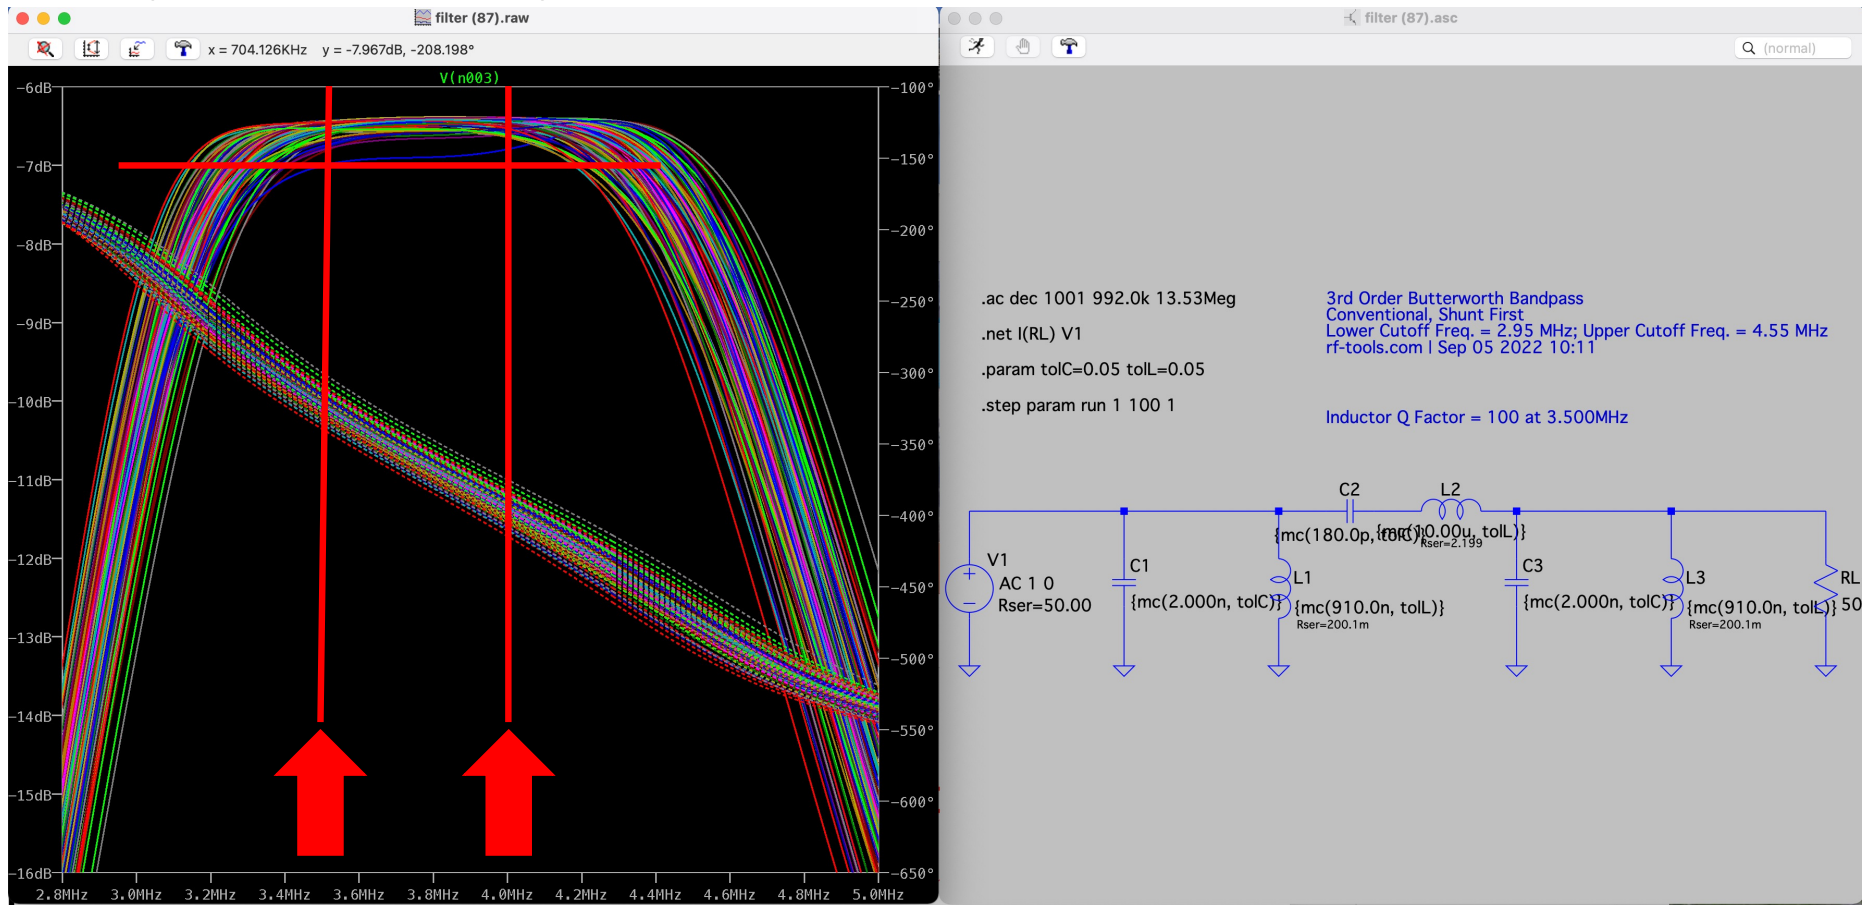 filter (87).raw
x = 704.126KHz y = -7.967dB, -208.198°
V(n003)
-6dB
-7dB
-8dB
-9dB
-10dB
-11dB
-12dB
-13dB
-14dB
-15dB
-16dB
-100°
-150°
-200°
-250°
-300°
-350°
-400°
-450°
-500°
-550°
-600°
-650°
2.8MHz 3.0MHz 3.2MHz 3.4MHz 3.6MHz 3.8MHz 4.0MHz 4.2MHz 4.4MHz 4.6MHz 4.8MHz 5.0MHz
filter (87).asc
(normal)
.ac dec 1001 992.0k 13.53Meg
.net I(RL) V1
.param tolC=0.05 tolL=0.05
.step param run 1 100 1
3rd Order Butterworth Bandpass
Conventional, Shunt First
Lower Cutoff Freq. = 2.95 MHz; Upper Cutoff Freq. = 4.55 MHz
rf-tools.com | Sep 05 2022 10:11
Inductor Q Factor = 100 at 3.500MHz
C2
{mc(180.0p, tolC)}
L2
{mc(10.00u, tolL)}
Rser=2.199
V1
AC 1 0
Rser=50.00
C1
{mc(2.000n, tolC)}
L1
{mc(910.0n, tolL)}
Rser=200.1m
C3
{mc(2.000n, tolC)}
L3
{mc(910.0n, tolL)}
Rser=200.1m
RL
50